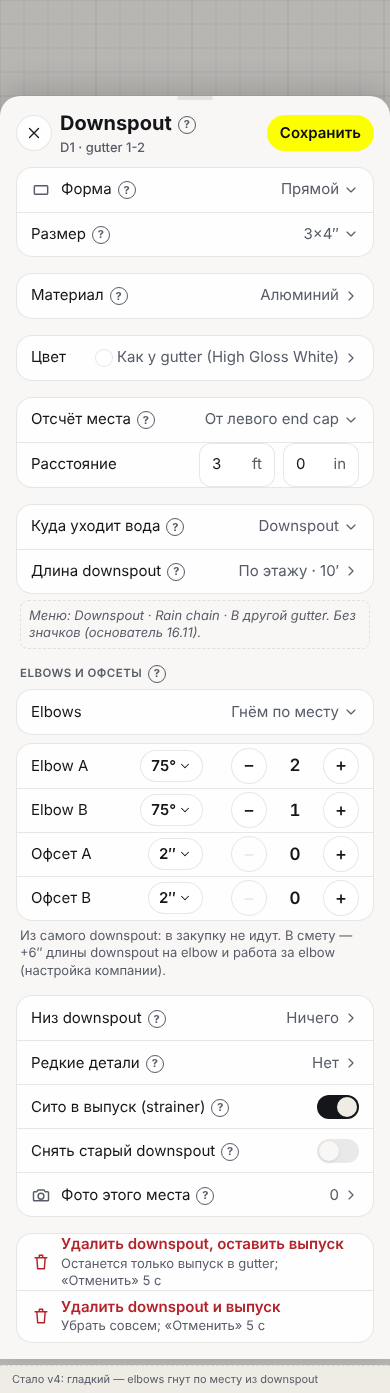 Downspout ?
Сохранить
D1 · gutter 1-2
Форма ? Прямой
Размер ? 3×4″
Материал ? Алюминий
Цвет Как у gutter (High Gloss White)
Отсчёт места ? От левого end cap
Расстояние 3 ft 0 in
Куда уходит вода ? Downspout
Длина downspout ? По этажу · 10′
Меню: Downspout · Rain chain · В другой gutter. Без
значков (основатель 16.11).
ELBOWS И ОФСЕТЫ ?
Elbows Гнём по месту
Elbow A 75° − 2 +
Elbow B 75° − 1 +
Офсет A 2″ − 0 +
Офсет B 2″ − 0 +
Из самого downspout: в закупку не идут. В смету —
+6″ длины downspout на elbow и работа за elbow
(настройка компании).
Низ downspout ? Ничего
Редкие детали ? Нет
Сито в выпуск (strainer) ?
Снять старый downspout ?
Фото этого места ? 0
Удалить downspout, оставить выпуск
Останется только выпуск в gutter;
«Отменить» 5 с
Удалить downspout и выпуск
Убрать совсем; «Отменить» 5 с
Стало v4: гладкий — elbows гнут по месту из downspout